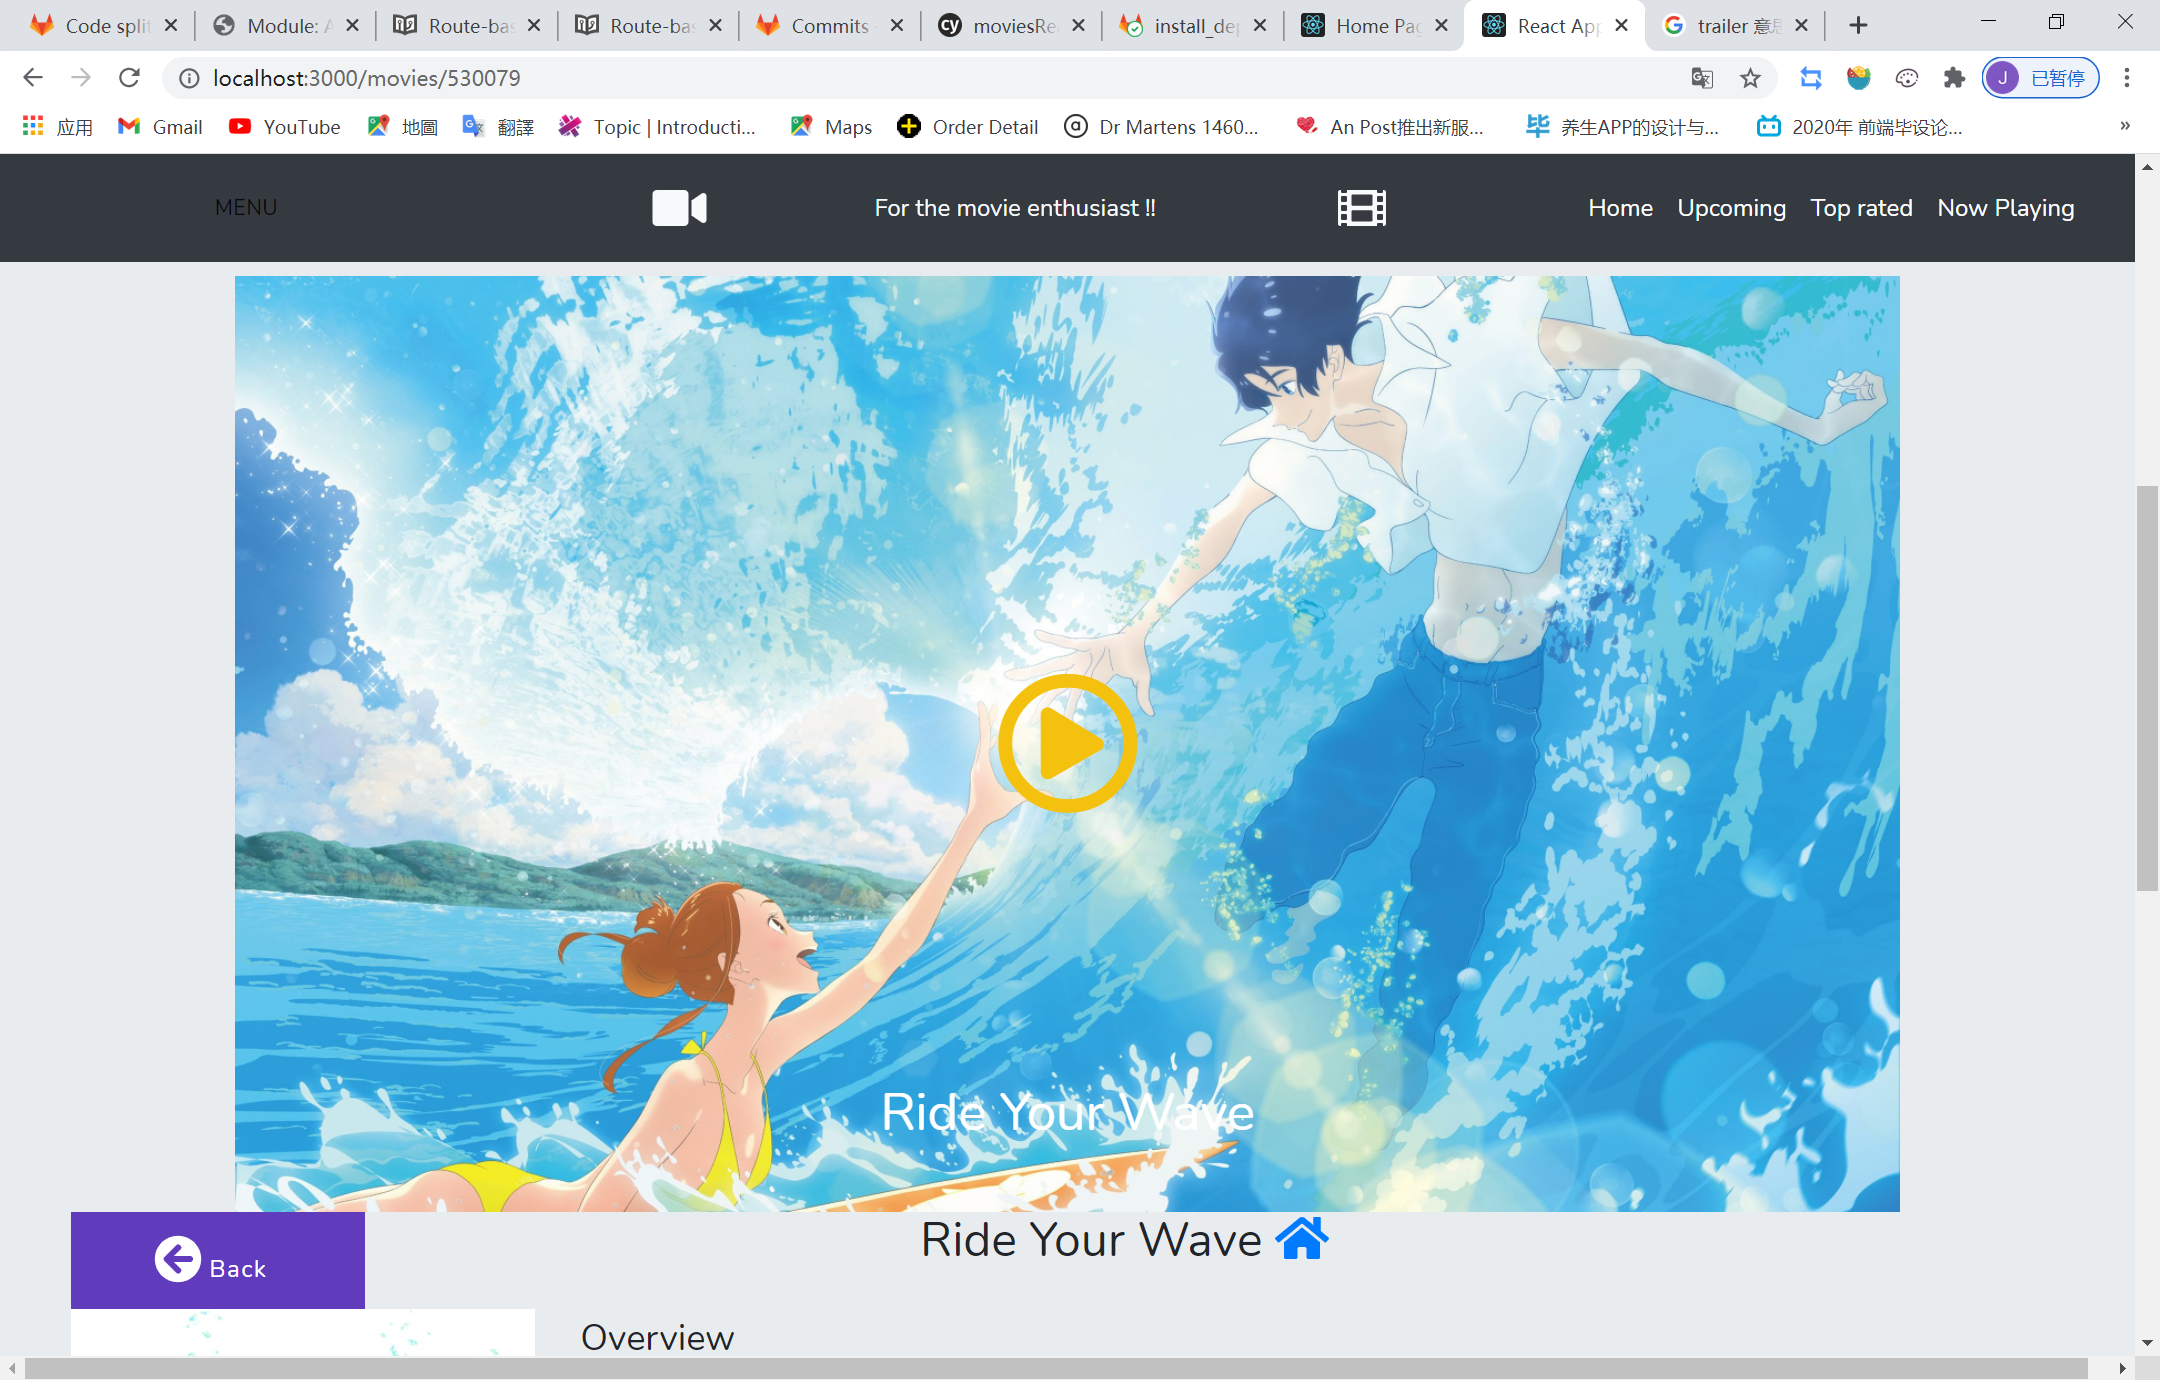 Code split
Module: A
Route-bas
Route-bas
Commits
cy moviesRe
install_dep
Home Pag
React App
trailer 意思
localhost:3000/movies/530079
J 已暂停
应用
Gmail
YouTube
地圖
翻譯
Topic | Introducti...
Maps
Order Detail
a Dr Martens 1460...
An Post推出新服...
毕 养生APP的设计与...
2020年 前端毕设论...
»
MENU
For the movie enthusiast !!
Home Upcoming Top rated Now Playing
Ride Your Wave
Ride Your Wave
Back
Overview